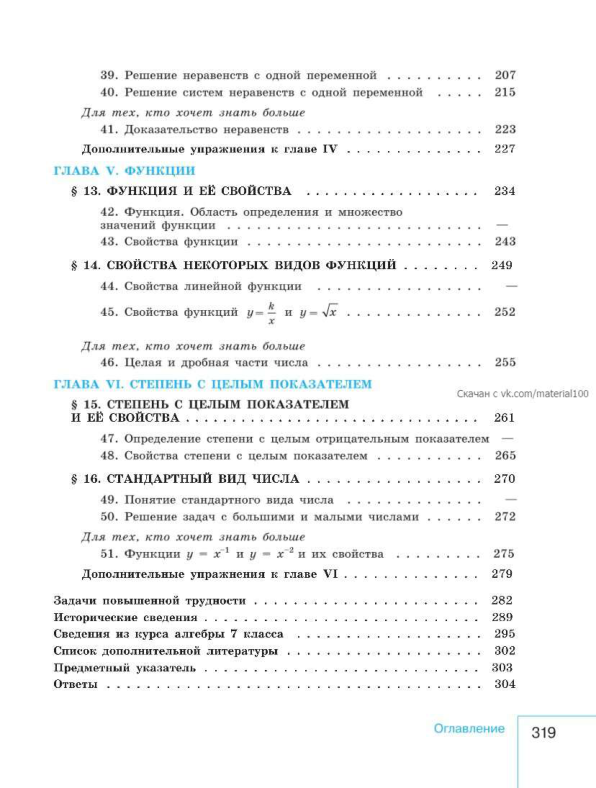 39. Решение неравенств с одной переменной . . . . . . . . . . 207
40. Решение систем неравенств с одной переменной . . . . . 215
Для тех, кто хочет знать больше
41. Доказательство неравенств . . . . . . . . . . . . . . . . . . 223
Дополнительные упражнения к главе IV . . . . . . . . . . . . . 227
ГЛАВА V. ФУНКЦИИ
§ 13. ФУНКЦИЯ И ЕЁ СВОЙСТВА . . . . . . . . . . . . . . . . . . 234
42. Функция. Область определения и множество
значений функции . . . . . . . . . . . . . . . . . . . . . . . . . —
43. Свойства функции . . . . . . . . . . . . . . . . . . . . . . . 243
§ 14. СВОЙСТВА НЕКОТОРЫХ ВИДОВ ФУНКЦИЙ . . . . . . . . 249
44. Свойства линейной функции . . . . . . . . . . . . . . . . —
45. Свойства функций y = k/x и y = √x . . . . . . . . . . . . . 252
Для тех, кто хочет знать больше
46. Целая и дробная части числа . . . . . . . . . . . . . . . . 255
ГЛАВА VI. СТЕПЕНЬ С ЦЕЛЫМ ПОКАЗАТЕЛЕМ
Скачан с vk.com/material100
§ 15. СТЕПЕНЬ С ЦЕЛЫМ ПОКАЗАТЕЛЕМ
И ЕЁ СВОЙСТВА . . . . . . . . . . . . . . . . . . . . . . . . . . . . . 261
47. Определение степени с целым отрицательным показателем —
48. Свойства степени с целым показателем . . . . . . . . . . . 265
§ 16. СТАНДАРТНЫЙ ВИД ЧИСЛА . . . . . . . . . . . . . . . . . . 270
49. Понятие стандартного вида числа . . . . . . . . . . . . . —
50. Решение задач с большими и малыми числами . . . . . . 272
Для тех, кто хочет знать больше
51. Функции y = x⁻¹ и y = x⁻² и их свойства . . . . . . . . . 275
Дополнительные упражнения к главе VI . . . . . . . . . . . . . . 279
Задачи повышенной трудности . . . . . . . . . . . . . . . . . . . . . . 282
Исторические сведения . . . . . . . . . . . . . . . . . . . . . . . . . . . 289
Сведения из курса алгебры 7 класса . . . . . . . . . . . . . . . . . . 295
Список дополнительной литературы . . . . . . . . . . . . . . . . . . . 302
Предметный указатель . . . . . . . . . . . . . . . . . . . . . . . . . . . 303
Ответы . . . . . . . . . . . . . . . . . . . . . . . . . . . . . . . . . . . . . 304
Оглавление 319